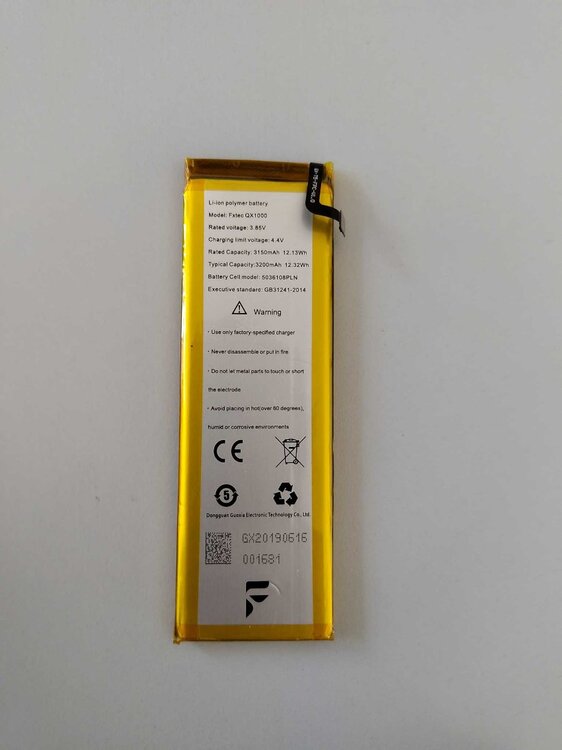 Li-ion polymer battery
Model: Fxtec QX1000
Rated voltage: 3.85V
Charging limit voltage: 4.4V
Rated Capacity: 3150mAh 12.13Wh
Typical Capacity:3200mAh 12.32Wh
Battery Cell model: 5036108PLN
Executive standard: GB31241-2014
Warning
· Use only factory-specified charger
· Never disassemble or put in fire
· Do not let metal parts to touch or short
the electrode.
· Avoid placing in hot(over 60 degrees),
humid or corrosive environments
CE
5
Dongguan Guoxia Electronic Technology Co., Ltd.
GX20190616
001681